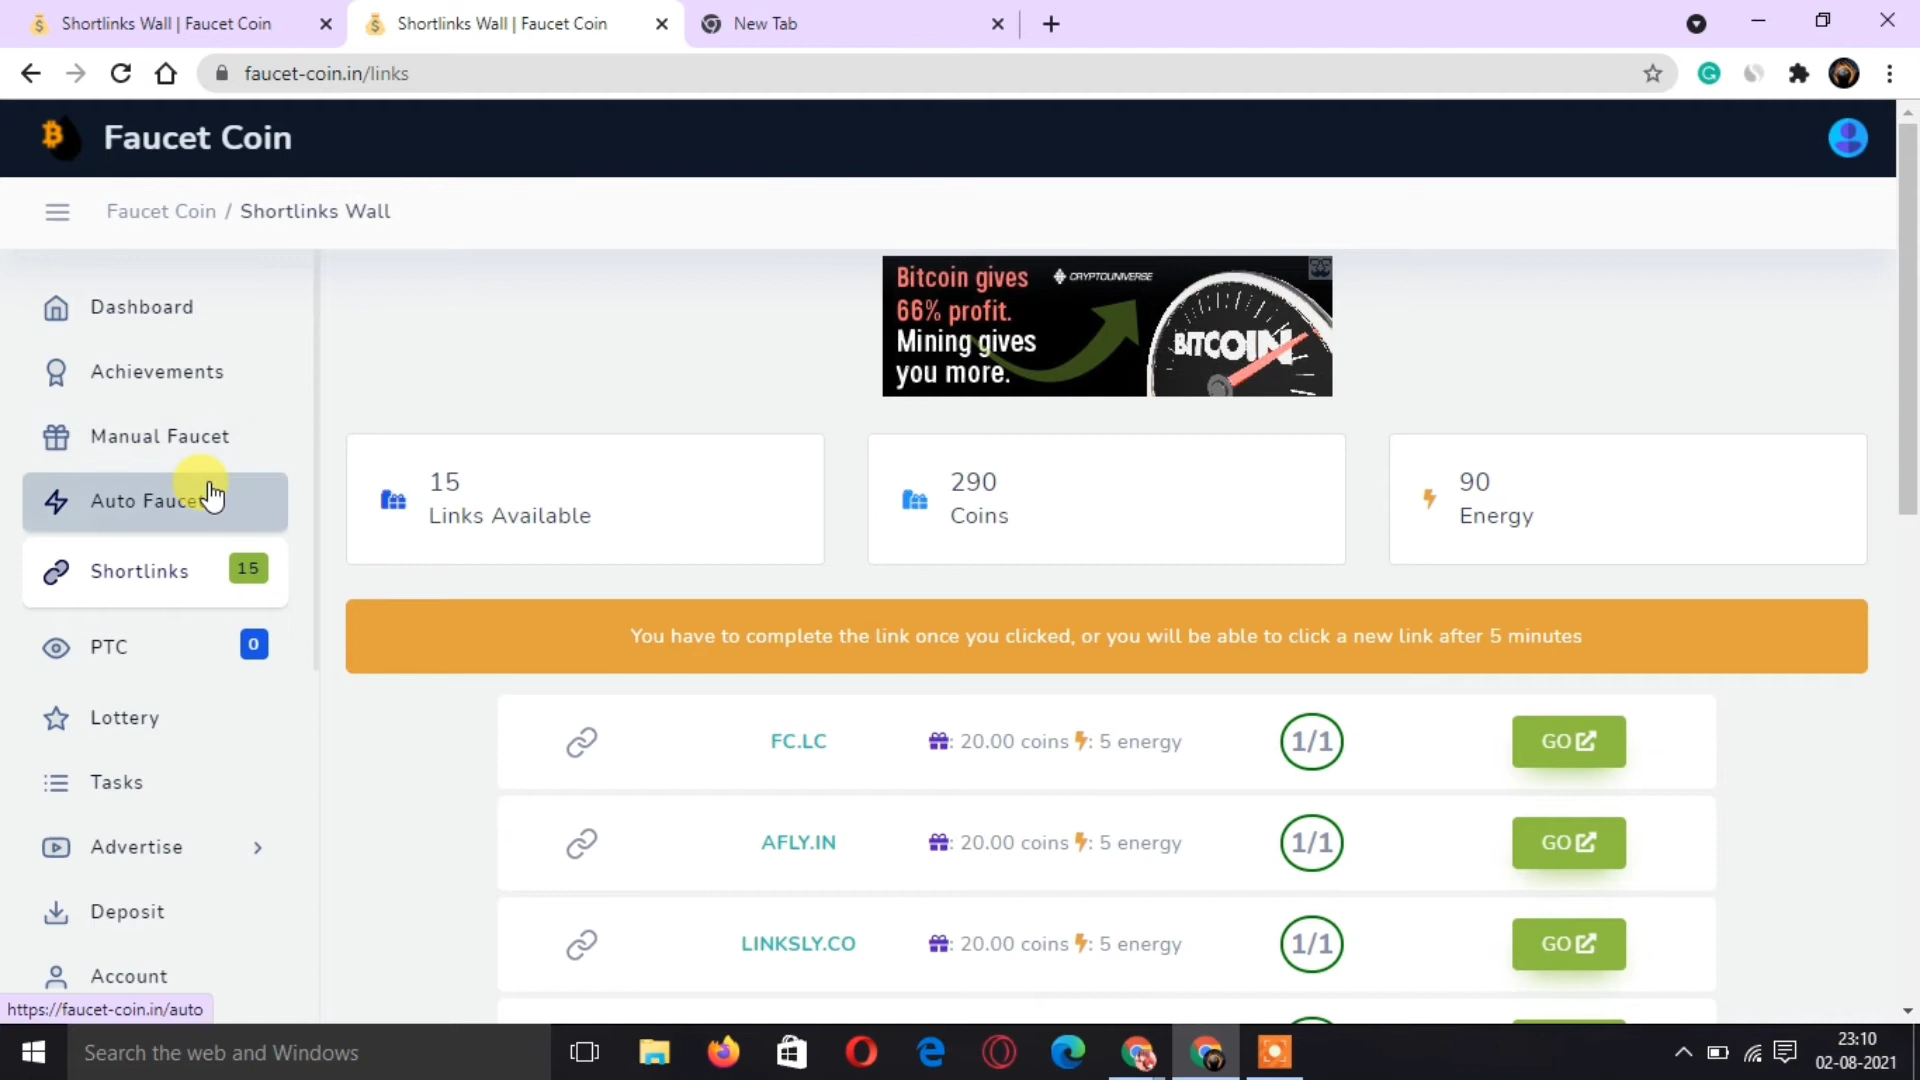 Shortlinks Wall | Faucet Coin
Shortlinks Wall | Faucet Coin
New Tab
faucet-coin.in/links
Faucet Coin
Faucet Coin / Shortlinks Wall
Bitcoin gives
66% profit.
Mining gives
you more.
CRYPTOUNIVERSE
BITCOIN
Dashboard
Achievements
Manual Faucet
Auto Faucet
Shortlinks 15
PTC 0
Lottery
Tasks
Advertise
Deposit
Account
15
Links Available
290
Coins
90
Energy
You have to complete the link once you clicked, or you will be able to click a new link after 5 minutes
FC.LC : 20.00 coins : 5 energy 1/1 GO
AFLY.IN : 20.00 coins : 5 energy 1/1 GO
LINKSLY.CO : 20.00 coins : 5 energy 1/1 GO
https://faucet-coin.in/auto
Search the web and Windows
23:10
02-08-2021